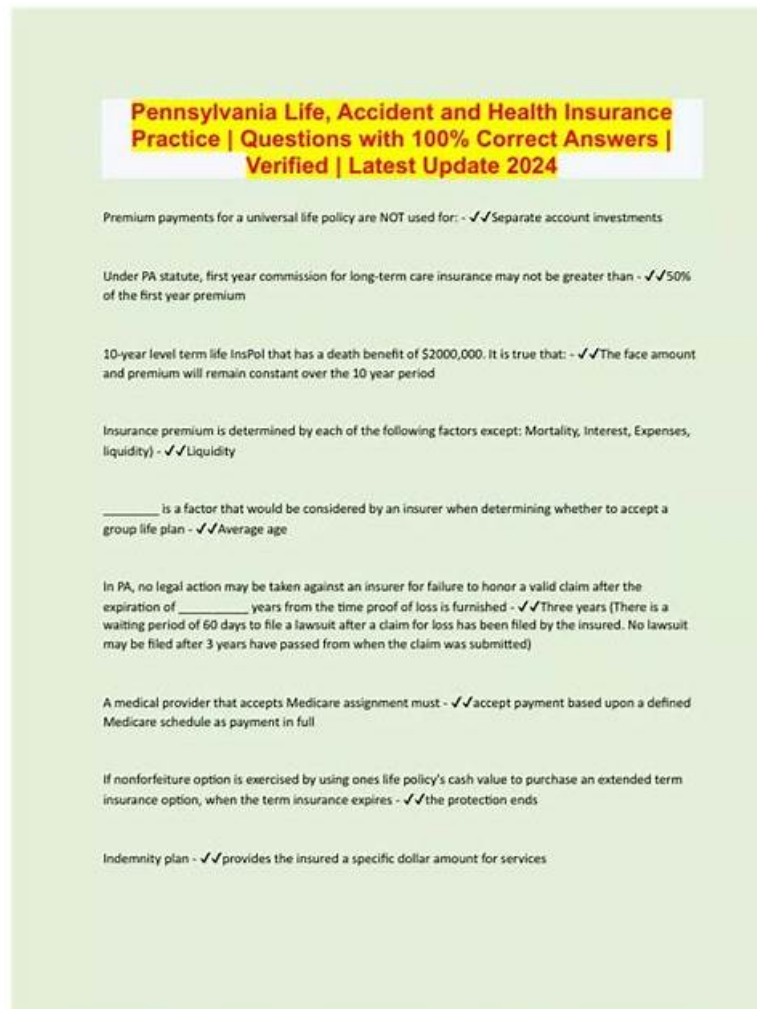 Pennsylvania Life, Accident and Health Insurance
Practice | Questions with 100% Correct Answers |
Verified | Latest Update 2024
Premium payments for a universal life policy are NOT used for: - ✓✓Separate account investments
Under PA statute, first year commission for long-term care insurance may not be greater than - ✓✓50%
of the first year premium
10-year level term life InsPol that has a death benefit of $2000,000. It is true that: - ✓✓The face amount
and premium will remain constant over the 10 year period
Insurance premium is determined by each of the following factors except: Mortality, Interest, Expenses,
liquidity) - ✓✓Liquidity
________ is a factor that would be considered by an insurer when determining whether to accept a
group life plan - ✓✓Average age
In PA, no legal action may be taken against an insurer for failure to honor a valid claim after the
expiration of __________ years from the time proof of loss is furnished - ✓✓Three years (There is a
waiting period of 60 days to file a lawsuit after a claim for loss has been filed by the insured. No lawsuit
may be filed after 3 years have passed from when the claim was submitted)
A medical provider that accepts Medicare assignment must - ✓✓accept payment based upon a defined
Medicare schedule as payment in full
If nonforfeiture option is exercised by using ones life policy's cash value to purchase an extended term
insurance option, when the term insurance expires - ✓✓the protection ends
Indemnity plan - ✓✓provides the insured a specific dollar amount for services